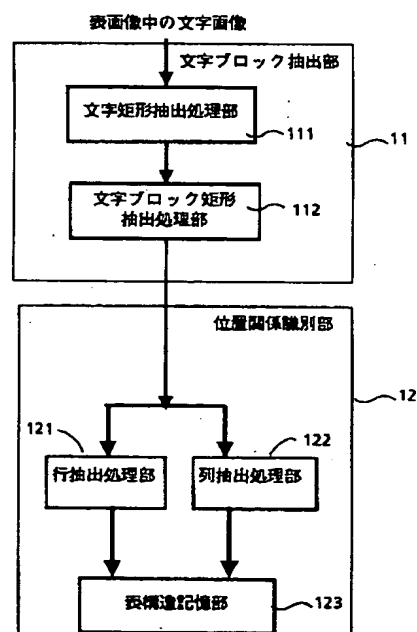 表画像中の文字画像
文字ブロック抽出部
文字矩形抽出処理部
111
11
文字ブロック矩形
抽出処理部
112
位置関係識別部
12
121
122
行抽出処理部
列抽出処理部
表構造記憶部
123